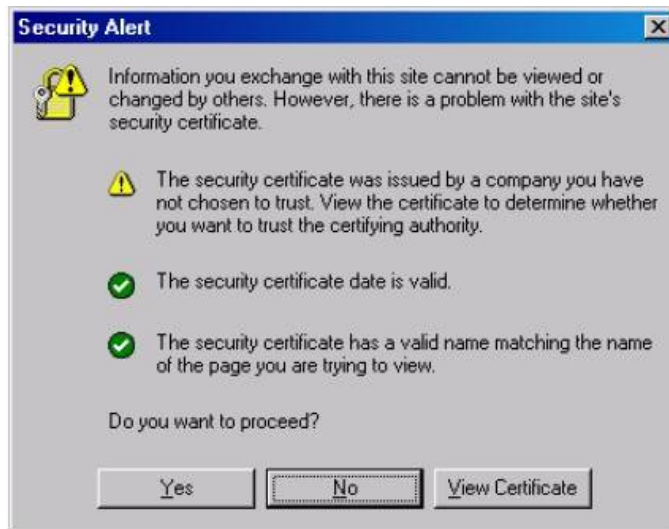 Security Alert
Information you exchange with this site cannot be viewed or
changed by others. However, there is a problem with the site's
security certificate.
The security certificate was issued by a company you have
not chosen to trust. View the certificate to determine whether
you want to trust the certifying authority.
The security certificate date is valid.
The security certificate has a valid name matching the name
of the page you are trying to view.
Do you want to proceed?
Yes No View Certificate